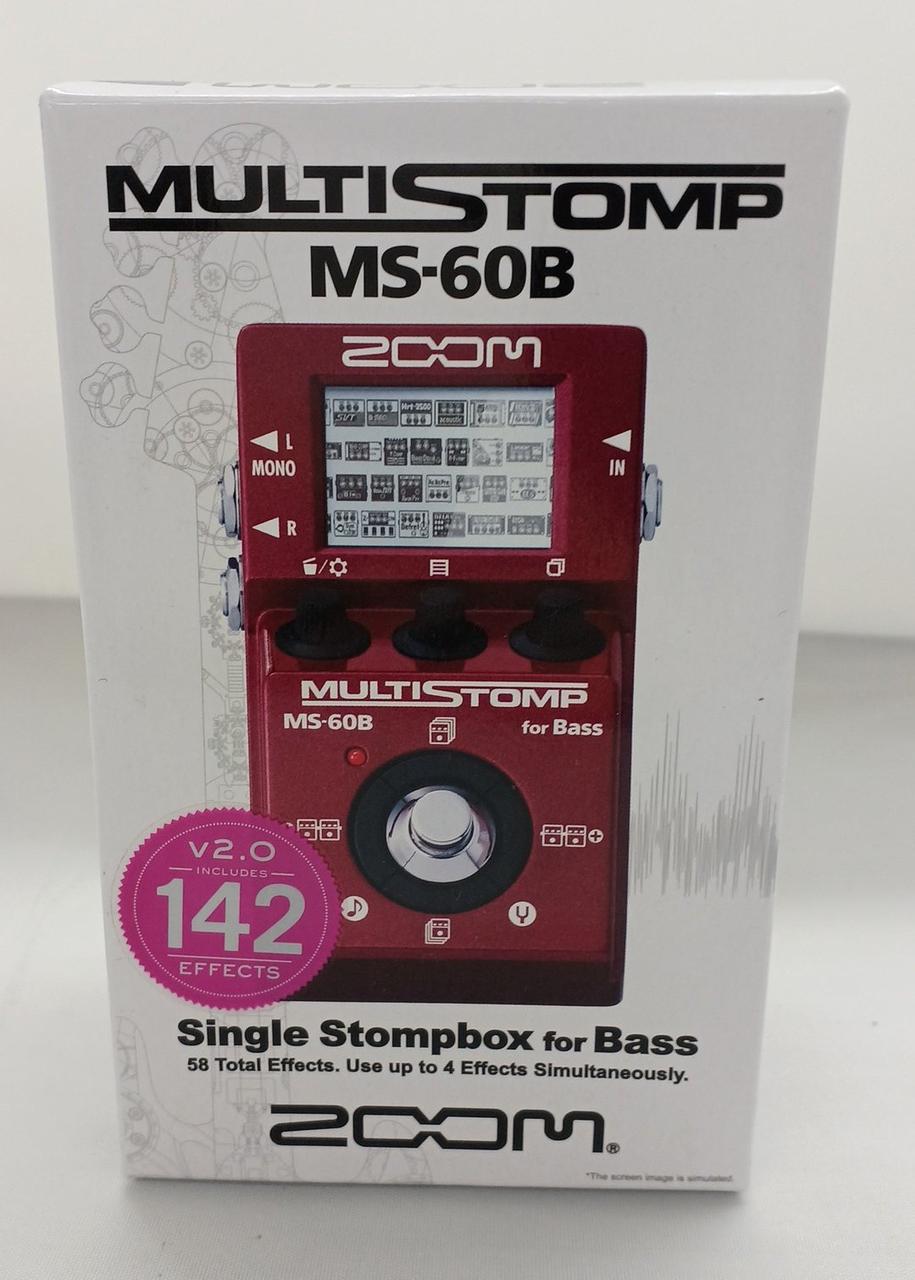 MULTISTOMP
MS-60B
ZOOM
L
MONO
R
IN
MULTISTOMP
MS-60B
for Bass
v2.0
INCLUDES
142
EFFECTS
Single Stompbox for Bass
58 Total Effects. Use up to 4 Effects Simultaneously.
ZOOM®
*The screen image is simulated.